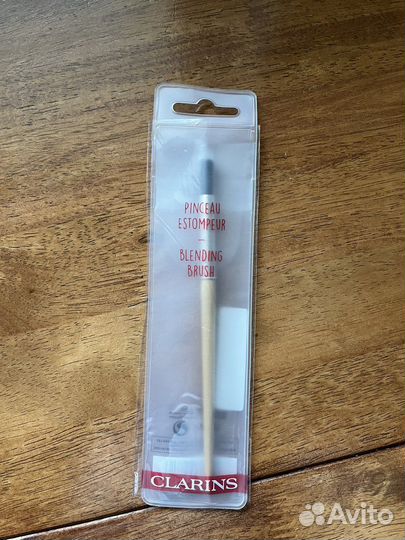 PINCEAU
ESTOMPEUR
–
BLENDING
BRUSH
CLARINS
Avito